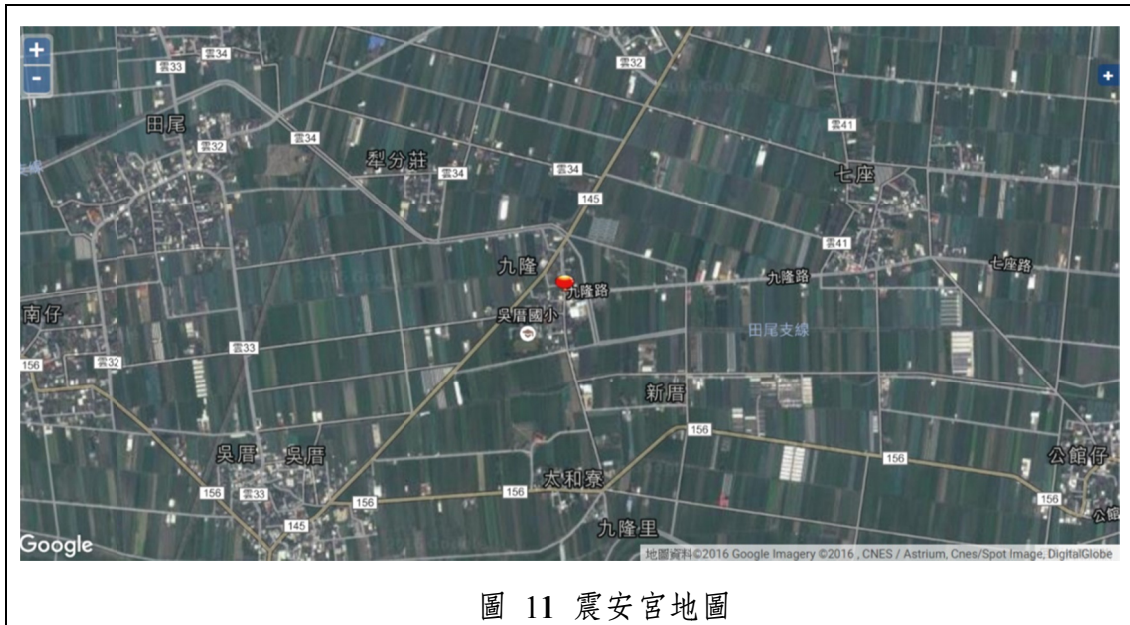 +
-
+
雲34
雲33
雲32
田尾
雲41
雲32
雲34
犁分莊
雲34
雲34
七座
145
雲41
九隆
七座路
九隆路
九隆路
南仔
吳厝國小
田尾支線
雲33
156
雲32
新厝
156
吳厝
吳厝
公館仔
156
太和寮
156
雲33
156
156
156
145
九隆里
公館
Google
地圖資料©2016 Google Imagery ©2016 , CNES / Astrium, Cnes/Spot Image, DigitalGlobe
圖 11 震安宮地圖